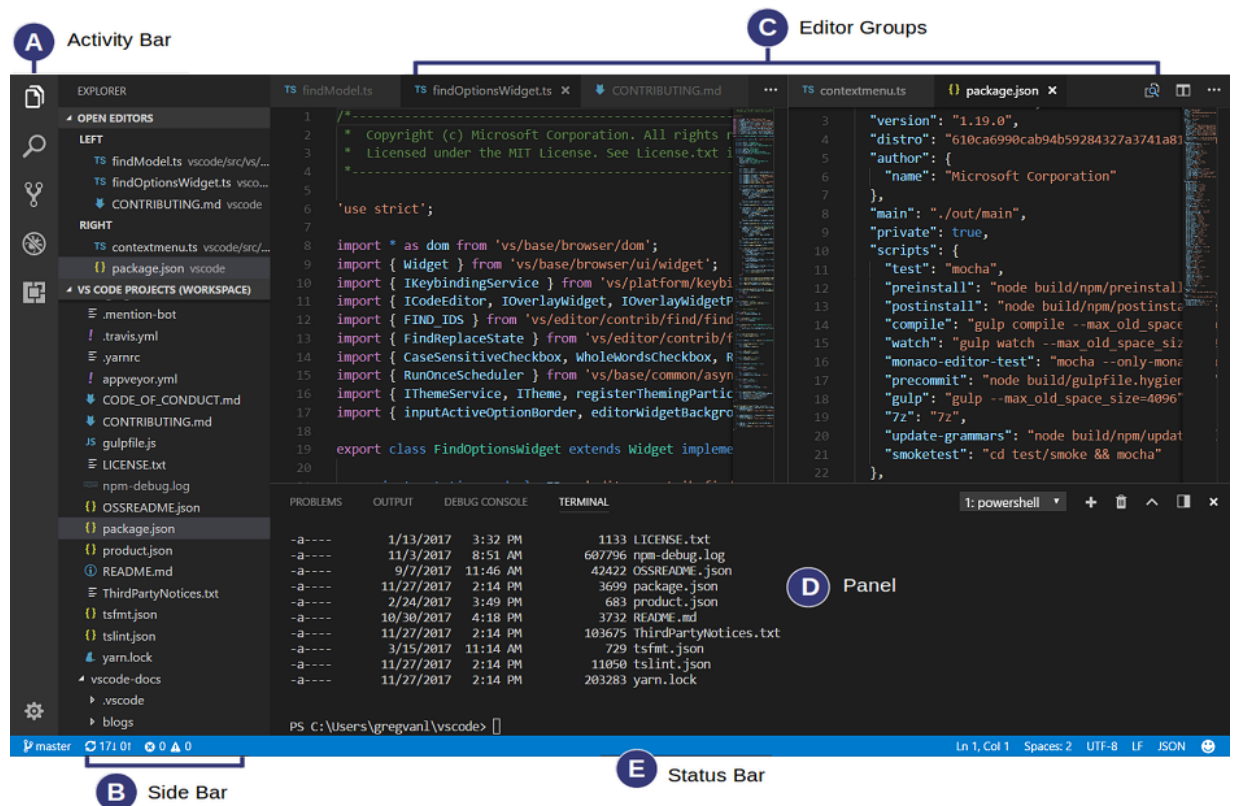 A Activity Bar
C Editor Groups
EXPLORER
OPEN EDITORS
LEFT
TS findModel.ts vscode/src/vs/...
TS findOptionsWidget.ts vsco...
CONTRIBUTING.md vscode
RIGHT
TS contextmenu.ts vscode/src/...
{} package.json vscode
VS CODE PROJECTS (WORKSPACE)
.mention-bot
! .travis.yml
.yarnrc
! appveyor.yml
CODE_OF_CONDUCT.md
CONTRIBUTING.md
JS gulpfile.js
LICENSE.txt
npm-debug.log
{} OSSREADME.json
{} package.json
{} product.json
README.md
ThirdPartyNotices.txt
{} tsfmt.json
{} tslint.json
yarn.lock
vscode-docs
.vscode
blogs
TS findModel.ts TS findOptionsWidget.ts × CONTRIBUTING.md ...
1 /*--------------------------------
2 * Copyright (c) Microsoft Corporation. All rights r
3 * Licensed under the MIT License. See License.txt i
4 *--------------------------------
5
6 'use strict';
7
8 import * as dom from 'vs/base/browser/dom';
9 import { Widget } from 'vs/base/browser/ui/widget';
10 import { IKeybindingService } from 'vs/platform/keybi
11 import { ICodeEditor, IOverlayWidget, IOverlayWidgetP
12 import { FIND_IDS } from 'vs/editor/contrib/find/find
13 import { FindReplaceState } from 'vs/editor/contrib/f
14 import { CaseSensitiveCheckbox, WholeWordsCheckbox, R
15 import { RunOnceScheduler } from 'vs/base/common/asyn
16 import { IThemeService, ITheme, registerThemingPartic
17 import { inputActiveOptionBorder, editorWidgetBackgro
18
19 export class FindOptionsWidget extends Widget impleme
20
TS contextmenu.ts {} package.json × ...
3 "version": "1.19.0",
4 "distro": "610ca6990cab94b59284327a3741a81
5 "author": {
6 "name": "Microsoft Corporation"
7 },
8 "main": "./out/main",
9 "private": true,
10 "scripts": {
11 "test": "mocha",
12 "preinstall": "node build/npm/preinstall
13 "postinstall": "node build/npm/postinsta
14 "compile": "gulp compile --max_old_space
15 "watch": "gulp watch --max_old_space_siz
16 "monaco-editor-test": "mocha --only-mona
17 "precommit": "node build/gulpfile.hygien
18 "gulp": "gulp --max_old_space_size=4096"
19 "7z": "7z",
20 "update-grammars": "node build/npm/updat
21 "smoketest": "cd test/smoke && mocha"
22 },
PROBLEMS OUTPUT DEBUG CONSOLE TERMINAL 1: powershell
-a---- 1/13/2017 3:32 PM 1133 LICENSE.txt
-a---- 11/3/2017 8:51 AM 607796 npm-debug.log
-a---- 9/7/2017 11:46 AM 42422 OSSREADME.json
-a---- 11/27/2017 2:14 PM 3699 package.json
-a---- 2/24/2017 3:49 PM 683 product.json
-a---- 10/30/2017 4:18 PM 3732 README.md
-a---- 11/27/2017 2:14 PM 103675 ThirdPartyNotices.txt
-a---- 3/15/2017 11:14 AM 729 tsfmt.json
-a---- 11/27/2017 2:14 PM 11050 tslint.json
-a---- 11/27/2017 2:14 PM 203283 yarn.lock
D Panel
PS C:\Users\gregvanl\vscode>
master 17↓ 0↑ 0 0 Ln 1, Col 1 Spaces: 2 UTF-8 LF JSON
B Side Bar
E Status Bar